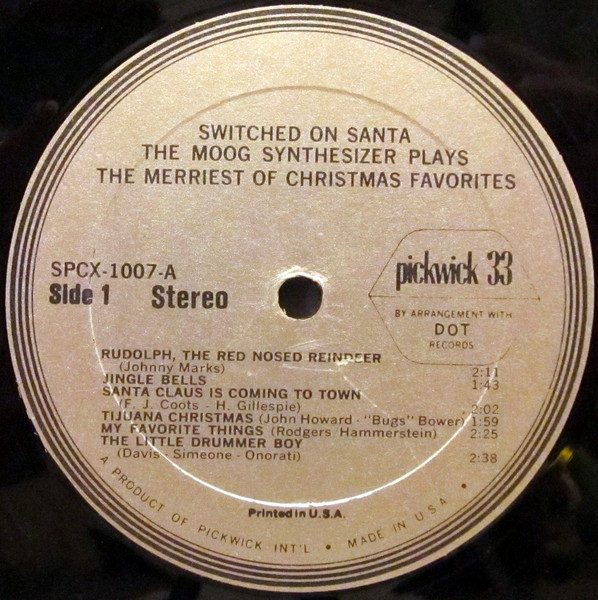 SWITCHED ON SANTA
THE MOOG SYNTHESIZER PLAYS
THE MERRIEST OF CHRISTMAS FAVORITES
SPCX-1007-A
Side 1 Stereo
pickwick 33
BY ARRANGEMENT WITH
DOT
RECORDS
RUDOLPH, THE RED NOSED REINDEER
(Johnny Marks) 2:11
JINGLE BELLS 1:43
SANTA CLAUS IS COMING TO TOWN
(F. J. Coots - H. Gillespie) 2:02
TIJUANA CHRISTMAS (John Howard - "Bugs" Bower) 1:59
MY FAVORITE THINGS (Rodgers Hammerstein) 2:25
THE LITTLE DRUMMER BOY
(Davis - Simeone - Onorati) 2:38
Printed in U.S.A.
A PRODUCT OF PICKWICK INT'L • MADE IN U.S.A. •